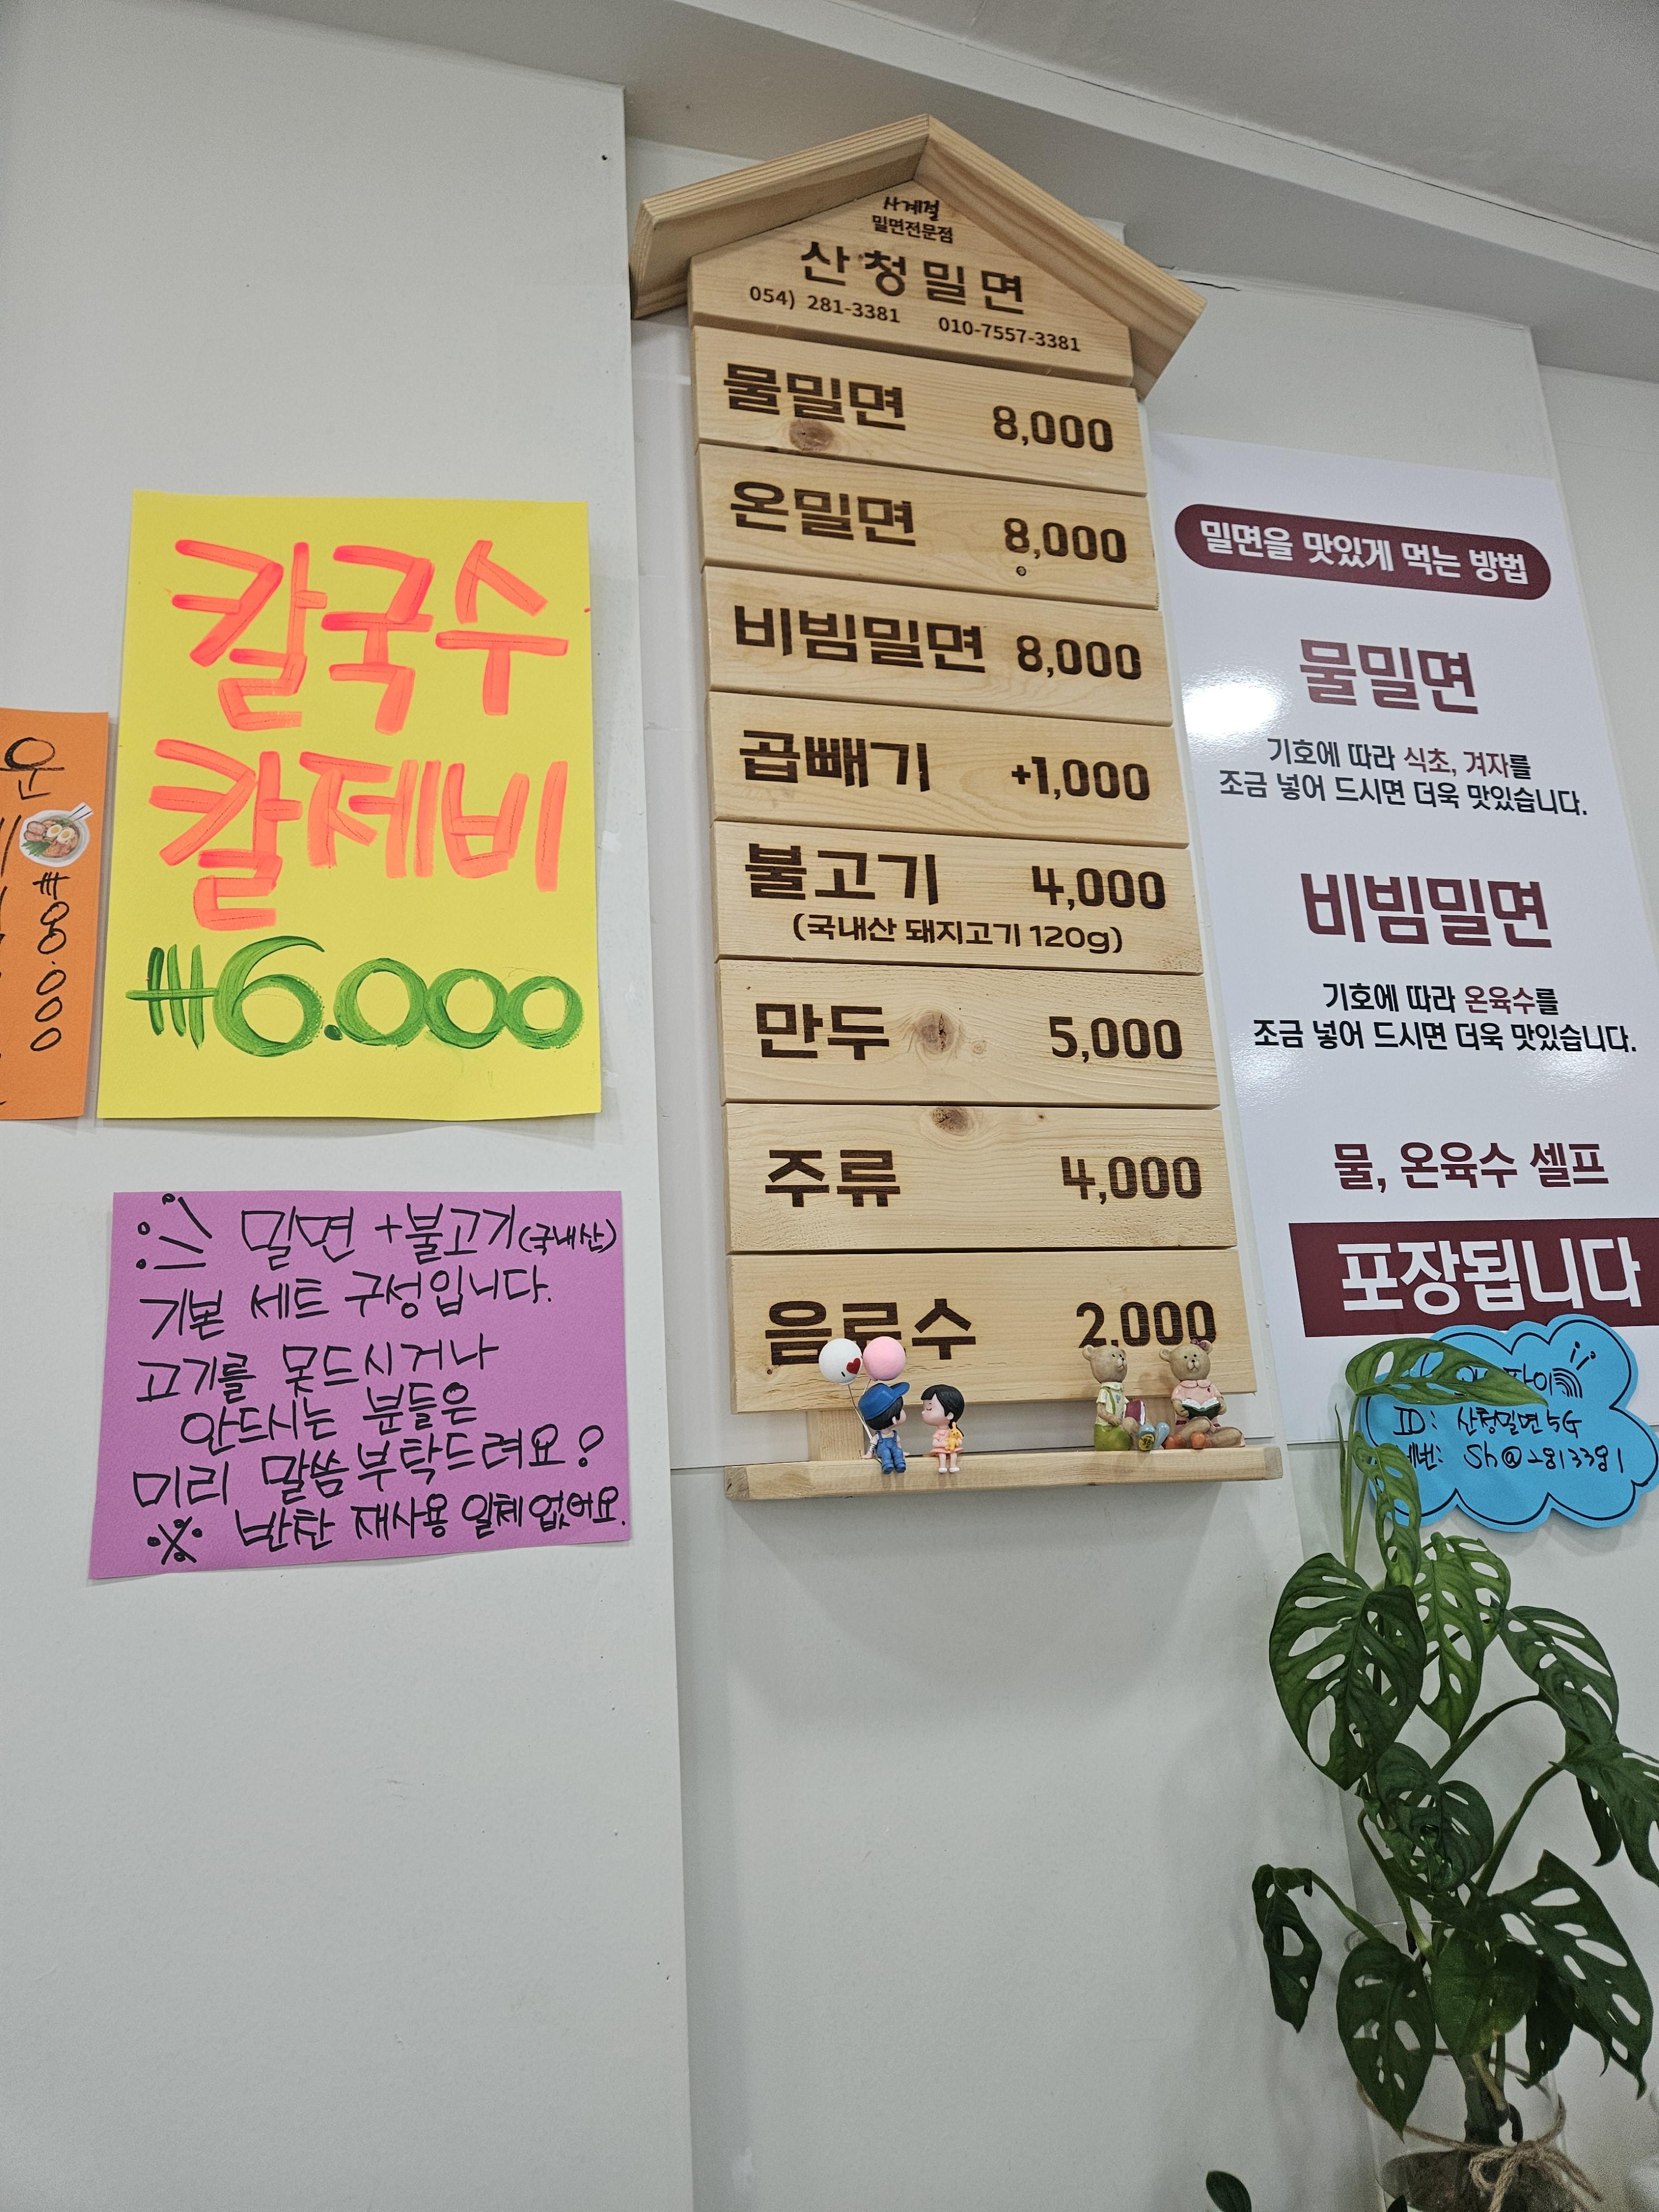 칼국수
칼제비
₩6.000
운
₩8.000
밀면 +불고기(국내산)
기본 세트 구성입니다.
고기를 못드시거나
안드시는 분들은
미리 말씀부탁드려요?
※ 반찬 재사용 일체없어요.
사계절
밀면전문점
산청밀면
054) 281-3381 010-7557-3381
물밀면 8,000
온밀면 8,000
비빔밀면 8,000
곱빼기 +1,000
불고기 4,000
(국내산 돼지고기 120g)
만두 5,000
주류 4,000
음료수 2,000
밀면을 맛있게 먹는 방법
물밀면
기호에 따라 식초, 겨자를
조금 넣어 드시면 더욱 맛있습니다.
비빔밀면
기호에 따라 온육수를
조금 넣어 드시면 더욱 맛있습니다.
물, 온육수 셀프
포장됩니다
ID: 산청밀면5G
Sh@2813381